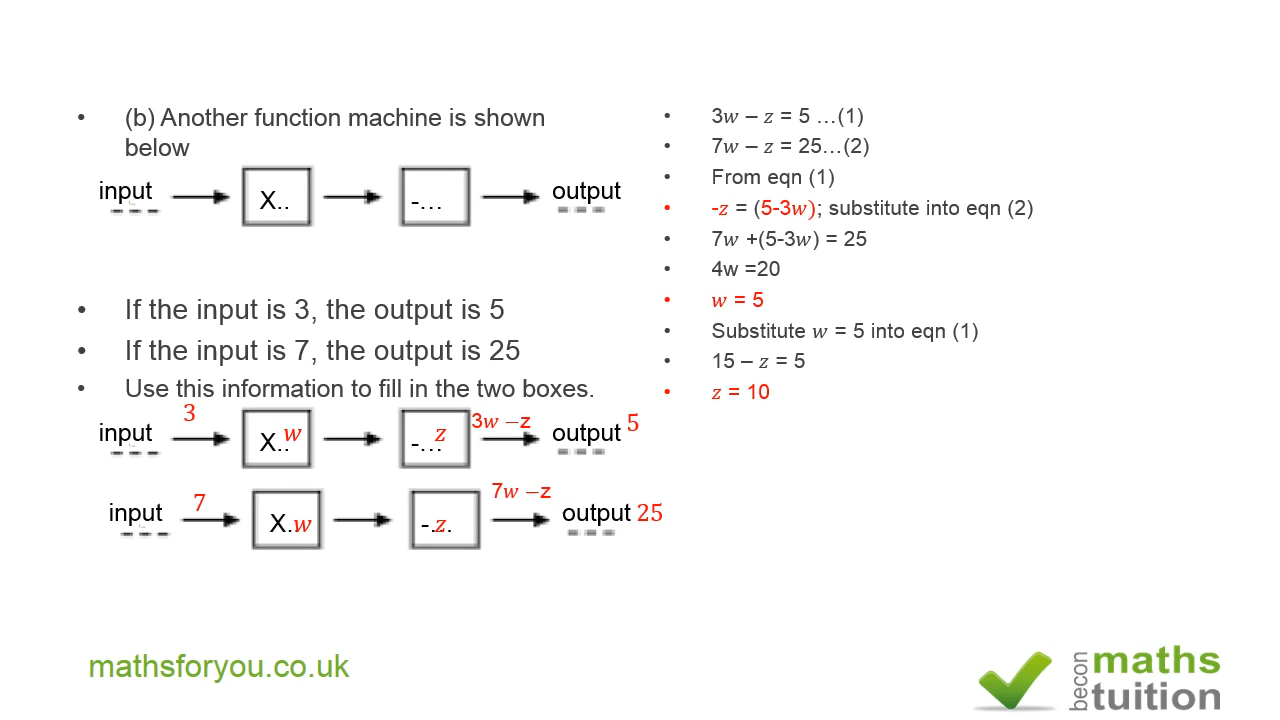 • (b) Another function machine is shown
below
input X.. -... output
• If the input is 3, the output is 5
• If the input is 7, the output is 25
• Use this information to fill in the two boxes.
input 3 X..w -...z 3w −z output 5
input 7 X..w -.z. 7w −z output 25
• 3w – z = 5 …(1)
• 7w – z = 25…(2)
• From eqn (1)
• -z = (5-3w); substitute into eqn (2)
• 7w +(5-3w) = 25
• 4w =20
• w = 5
• Substitute w = 5 into eqn (1)
• 15 – z = 5
• z = 10
mathsforyou.co.uk
becon
maths
tuition